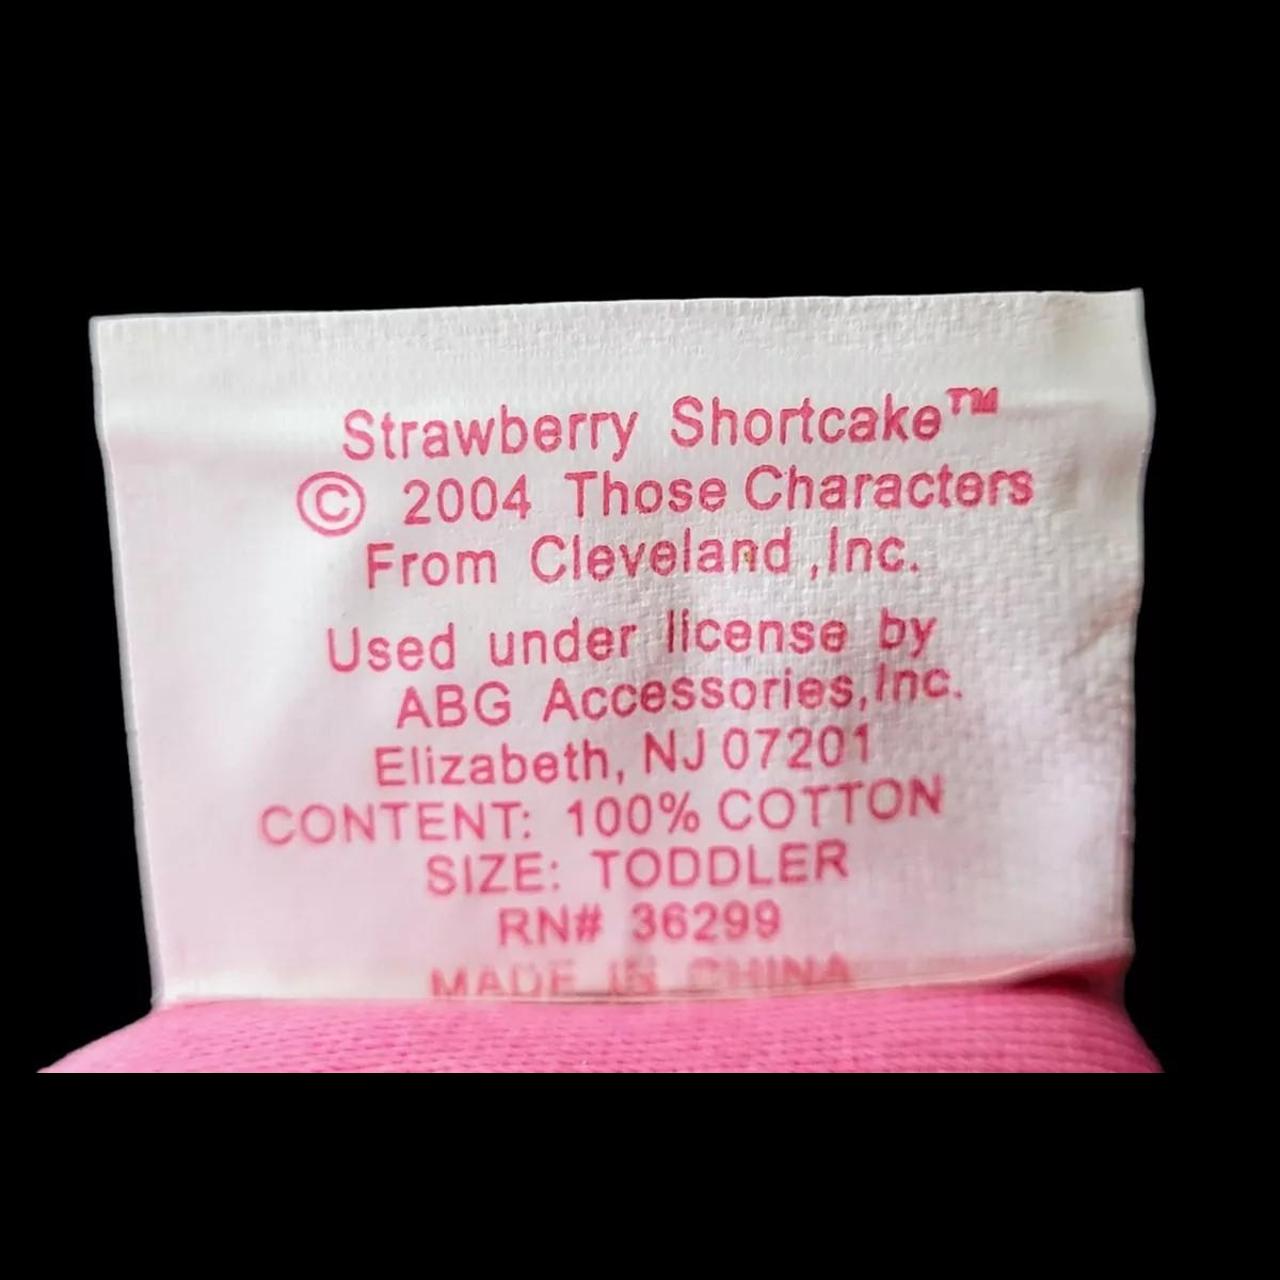 Strawberry Shortcake™
© 2004 Those Characters
From Cleveland ,Inc.
Used under license by
ABG Accessories,Inc.
Elizabeth, NJ 07201
CONTENT: 100% COTTON
SIZE: TODDLER
RN# 36299
MADE IN CHINA